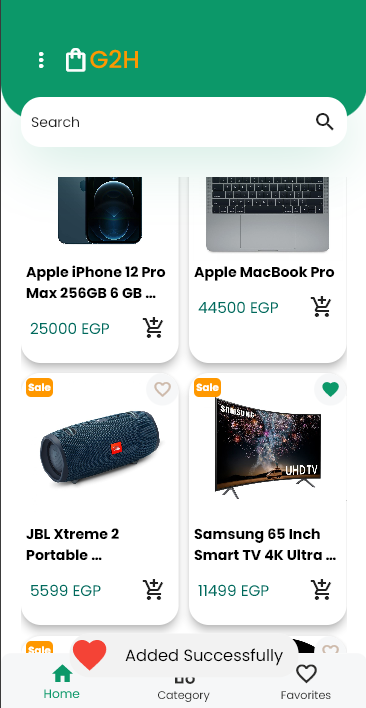 G2H
Search
Apple iPhone 12 Pro
Max 256GB 6 GB ...
25000 EGP
Apple MacBook Pro
44500 EGP
Sale
JBL Xtreme 2
Portable ...
5599 EGP
Sale
SAMSUNG
UHD TV
Samsung 65 Inch
Smart TV 4K Ultra ...
11499 EGP
Sale
Sale
Added Successfully
Home
Category
Favorites